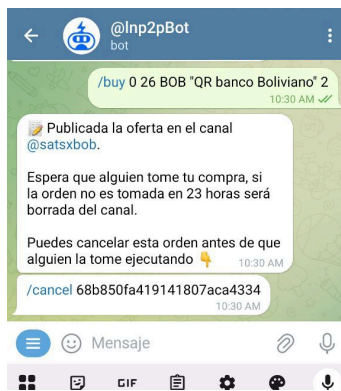 @lnp2pBot
bot
/buy 0 26 BOB "QR banco Boliviano" 2
10:30 AM
📝 Publicada la oferta en el canal
@satsxbob.
Espera que alguien tome tu compra, si
la orden no es tomada en 23 horas será
borrada del canal.
Puedes cancelar esta orden antes de que
alguien la tome ejecutando 👇 10:30 AM
/cancel 68b850fa419141807aca4334
10:30 AM
Mensaje
GIF